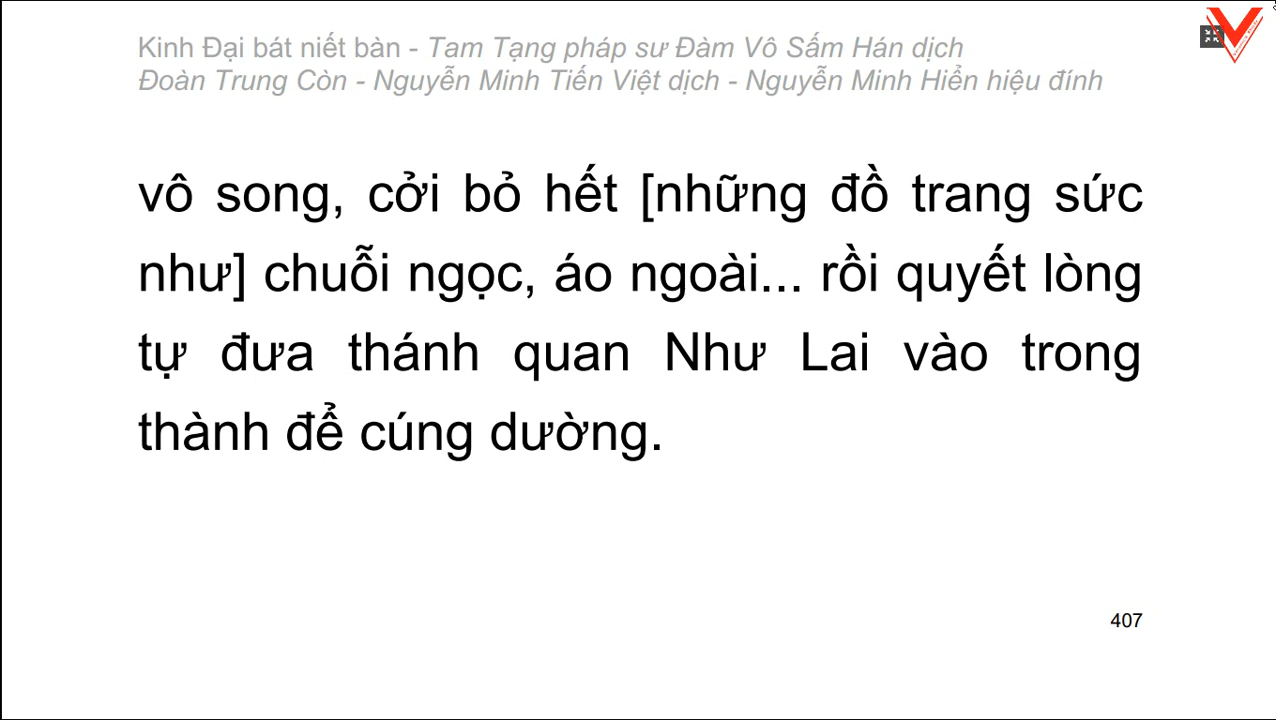 Kinh Đại bát niết bàn - Tam Tạng pháp sư Đàm Vô Sấm Hán dịch
Đoàn Trung Còn - Nguyễn Minh Tiến Việt dịch - Nguyễn Minh Hiển hiệu đính
vô song, cởi bỏ hết [những đồ trang sức
như] chuỗi ngọc, áo ngoài... rồi quyết lòng
tự đưa thánh quan Như Lai vào trong
thành để cúng dường.
407